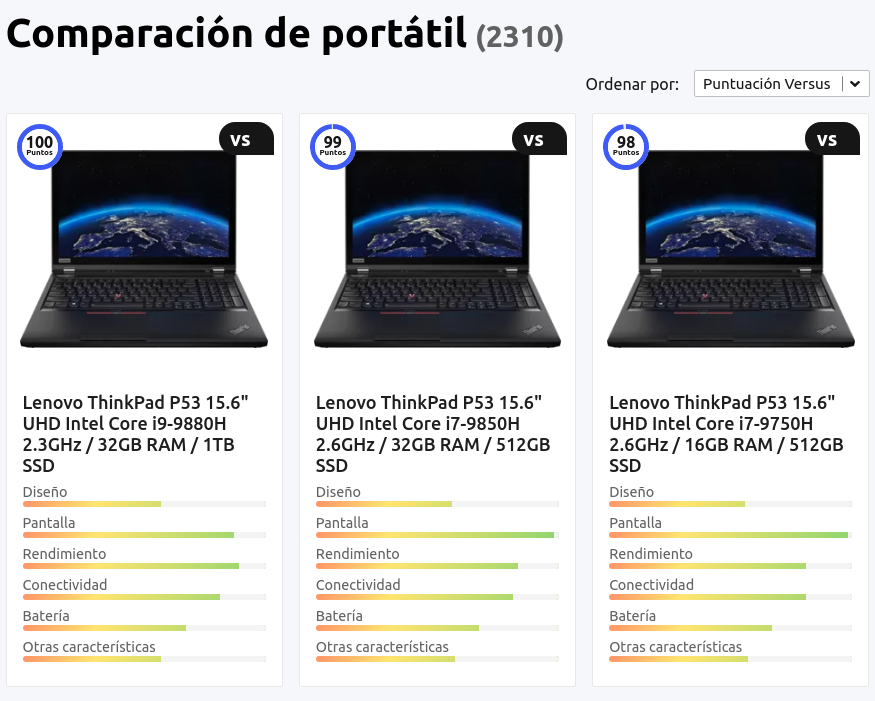 Comparación de portátil (2310)
Ordenar por: Puntuación Versus
100
Puntos
VS
Lenovo ThinkPad P53 15.6"
UHD Intel Core i9-9880H
2.3GHz / 32GB RAM / 1TB
SSD
Diseño
Pantalla
Rendimiento
Conectividad
Batería
Otras características
99
Puntos
VS
Lenovo ThinkPad P53 15.6"
UHD Intel Core i7-9850H
2.6GHz / 32GB RAM / 512GB
SSD
Diseño
Pantalla
Rendimiento
Conectividad
Batería
Otras características
98
Puntos
VS
Lenovo ThinkPad P53 15.6"
UHD Intel Core i7-9750H
2.6GHz / 16GB RAM / 512GB
SSD
Diseño
Pantalla
Rendimiento
Conectividad
Batería
Otras características